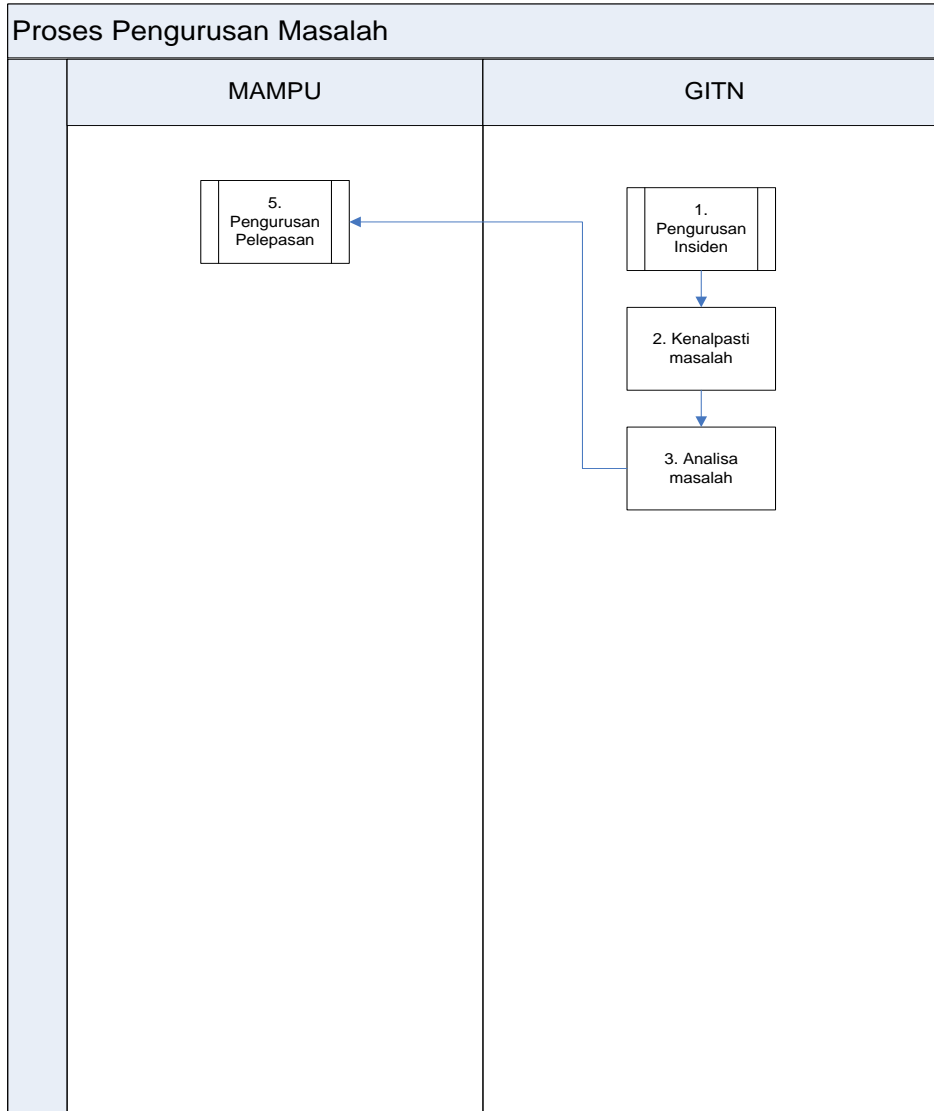 Proses Pengurusan Masalah
MAMPU
GITN
5.
Pengurusan
Pelepasan
1.
Pengurusan
Insiden
2. Kenalpasti
masalah
3. Analisa
masalah